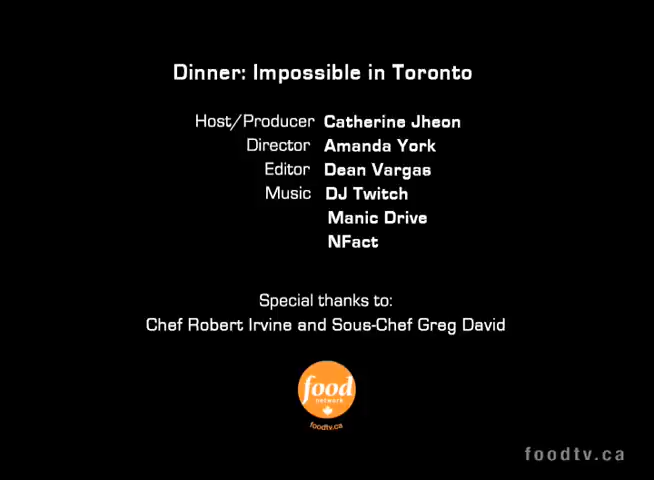 Dinner: Impossible in Toronto
Host/Producer Catherine Jheon
Director Amanda York
Editor Dean Vargas
Music DJ Twitch
Manic Drive
NFact
Special thanks to:
Chef Robert Irvine and Sous-Chef Greg David
food
network
foodtv.ca
foodtv.ca